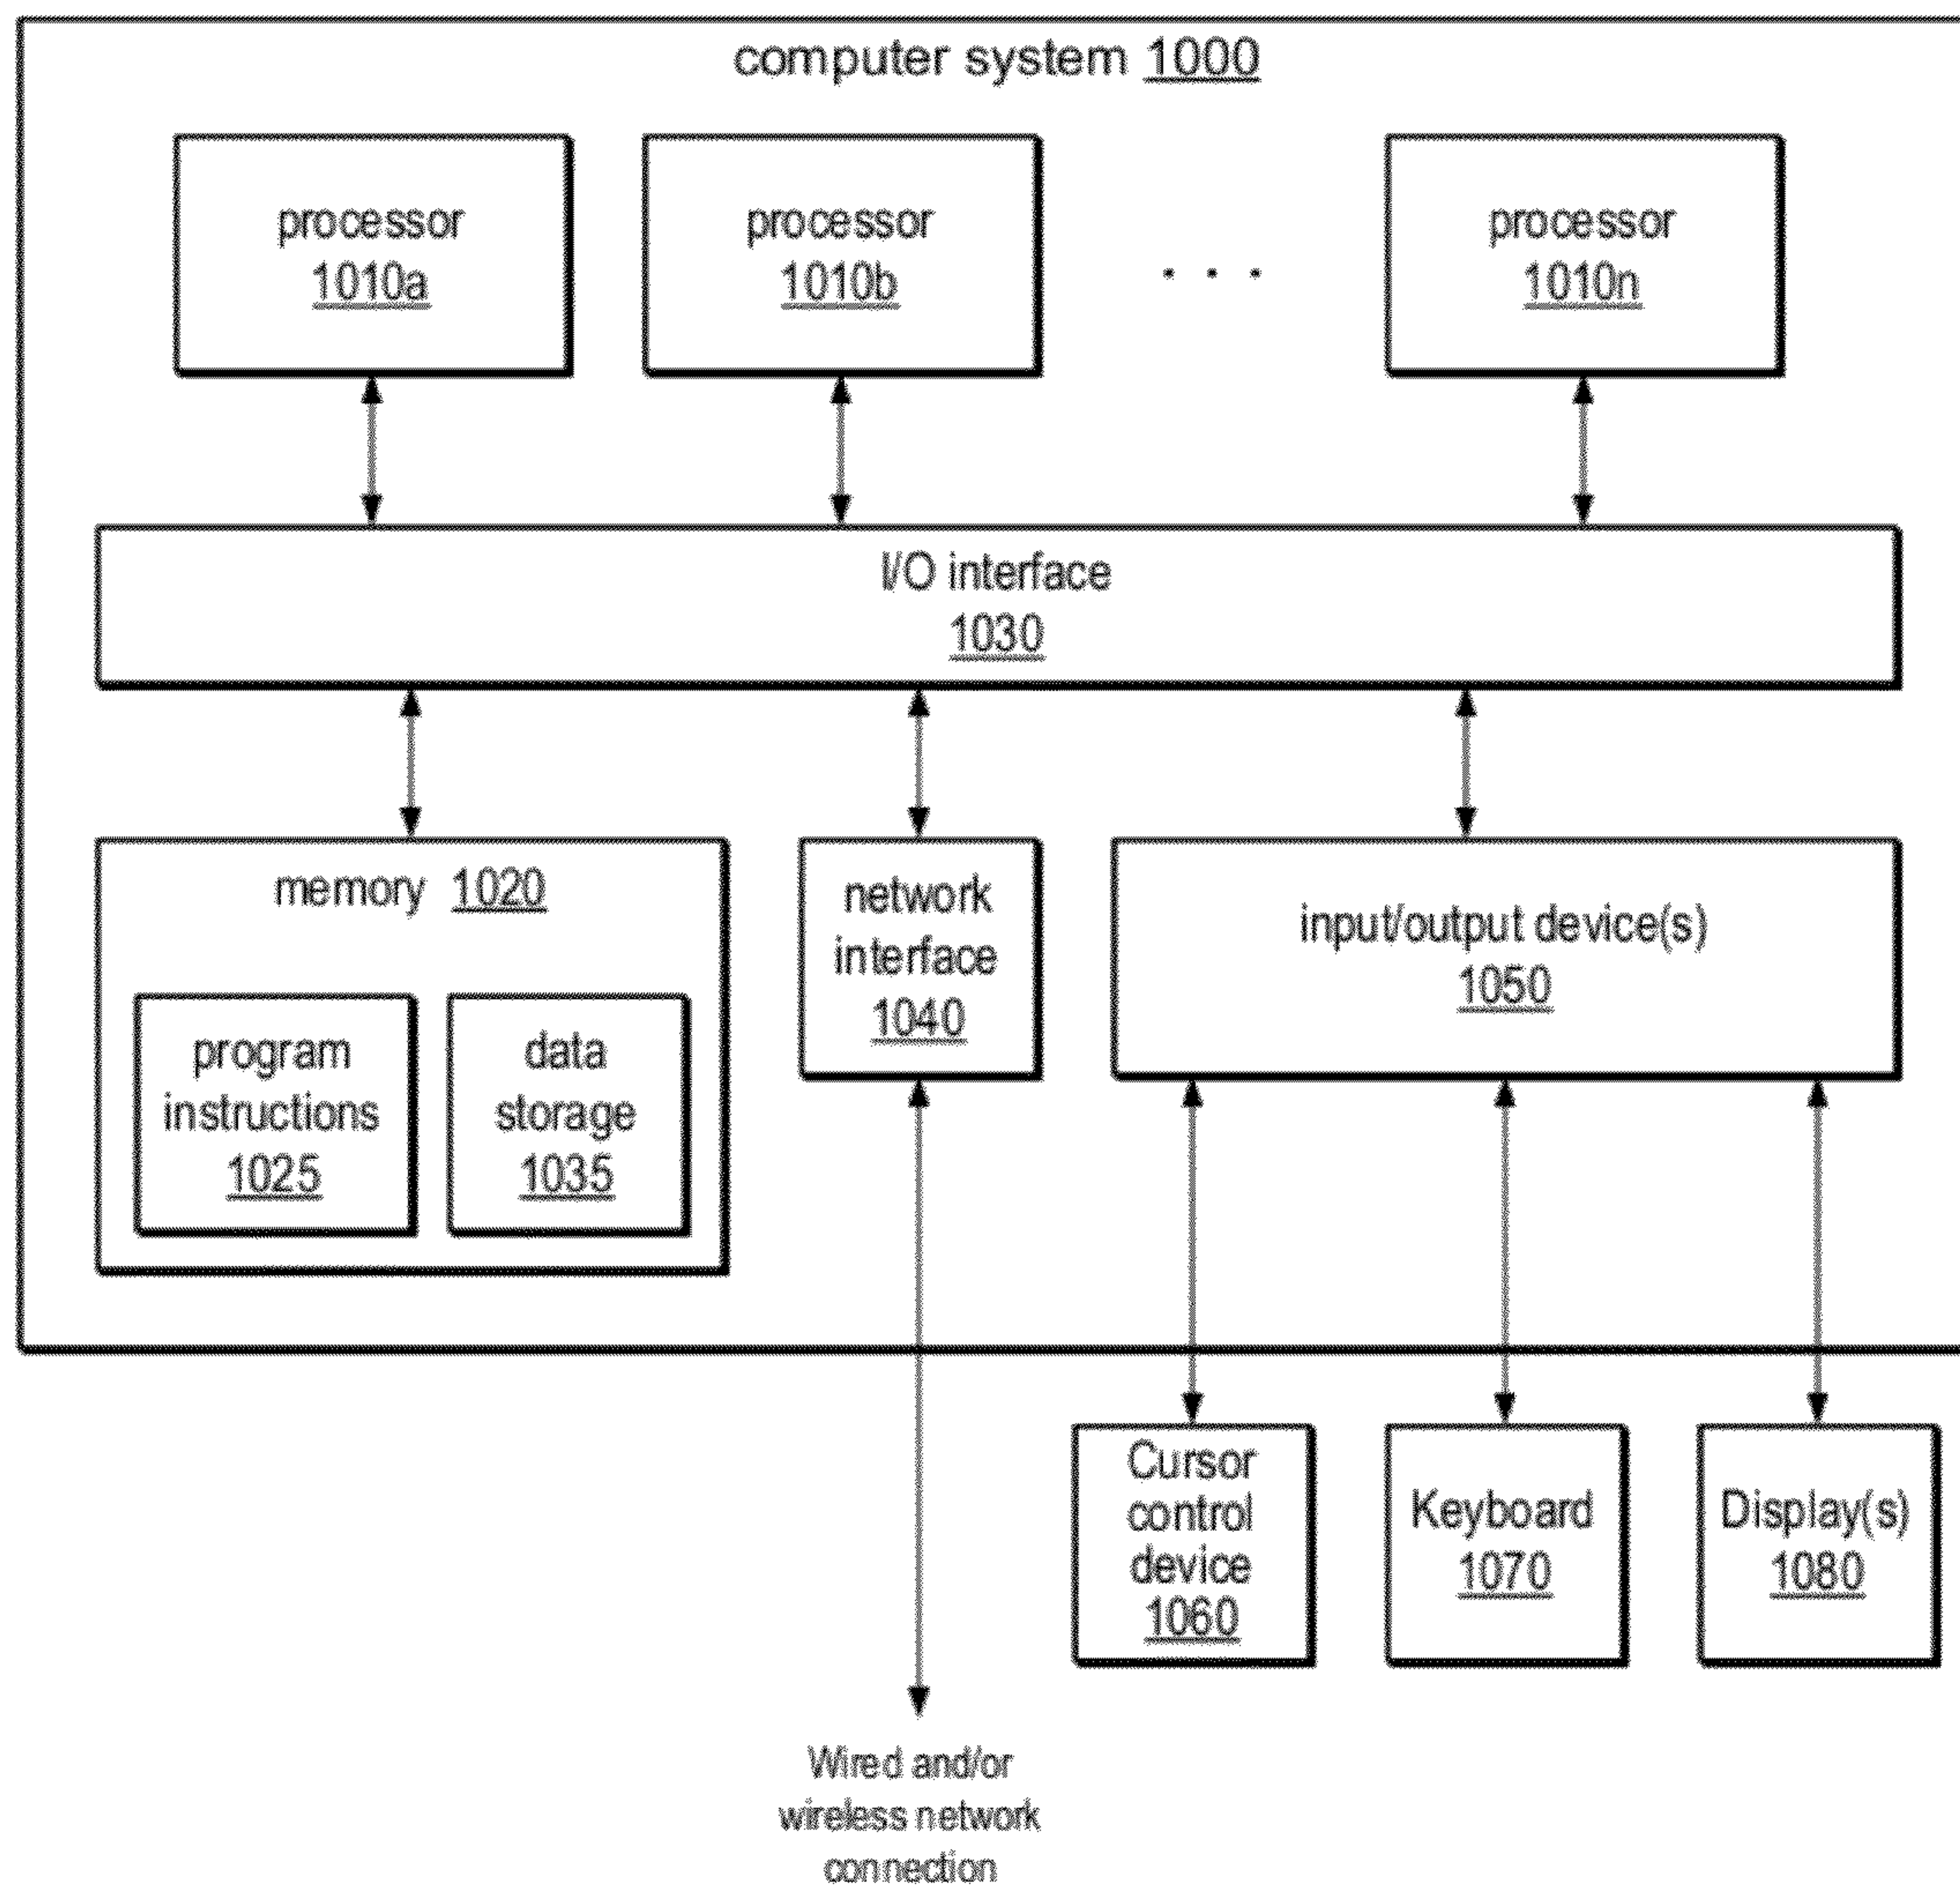 computer system 1000
processor
1010a
processor
1010b
. . .
processor
1010n
I/O interface
1030
memory 1020
program
instructions
1025
data
storage
1035
network
interface
1040
input/output device(s)
1050
Cursor
control
device
1060
Keyboard
1070
Display(s)
1080
Wired and/or
wireless network
connection